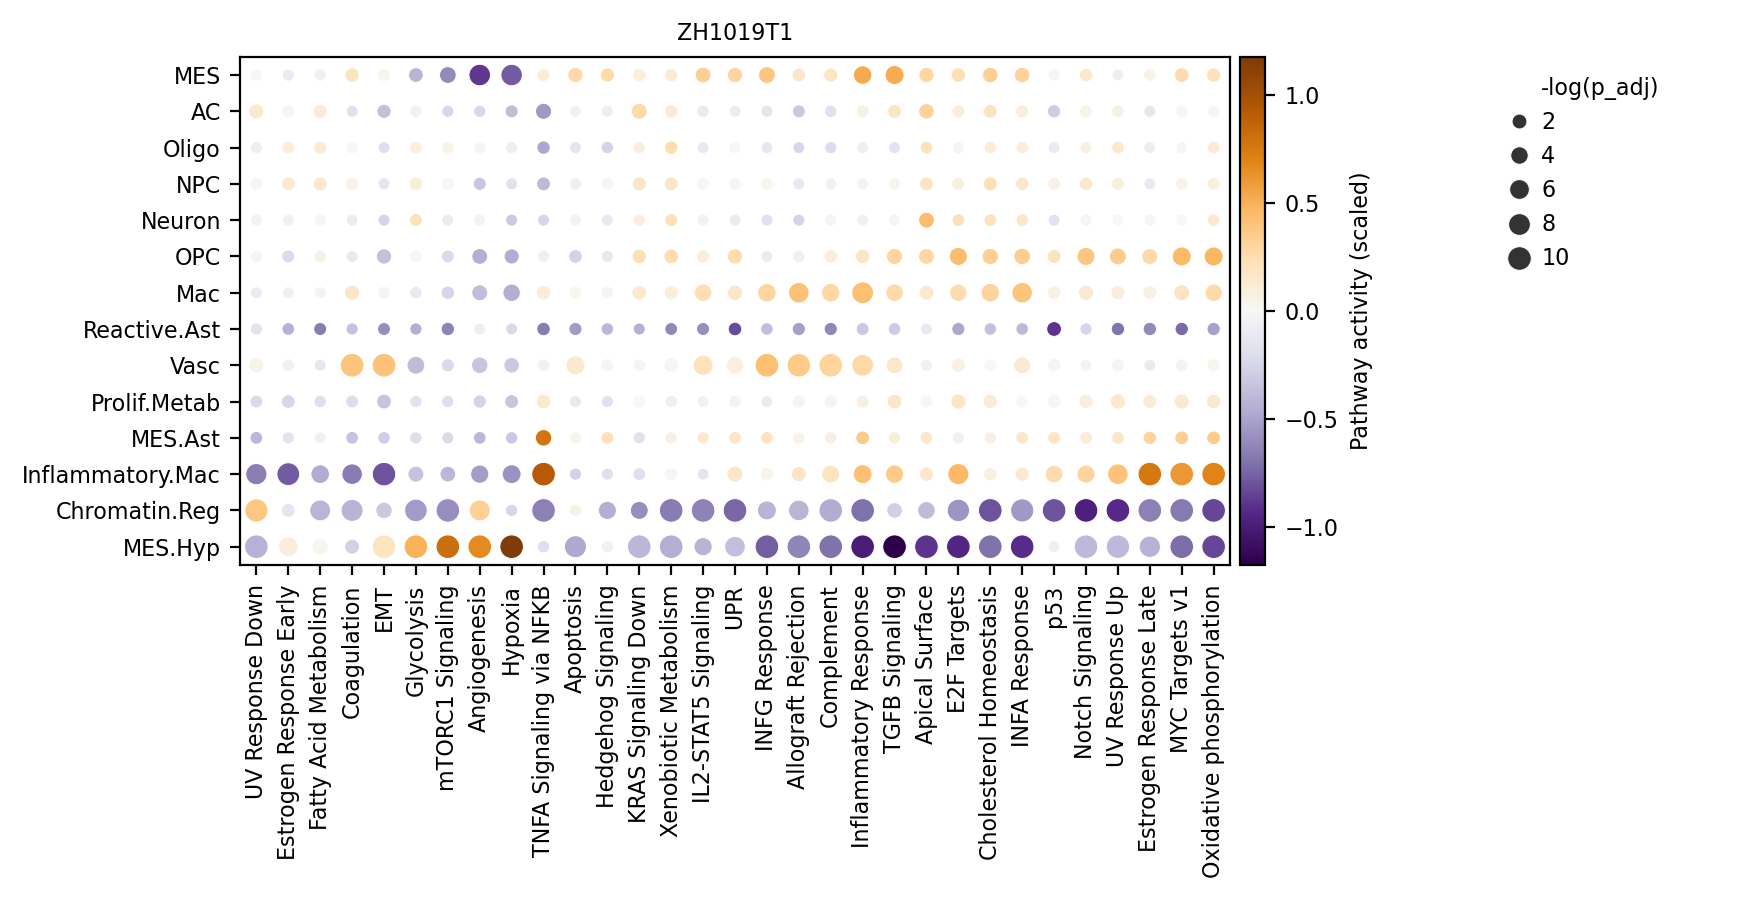 ZH1019T1
MES
AC
Oligo
NPC
Neuron
OPC
Mac
Reactive.Ast
Vasc
Prolif.Metab
MES.Ast
Inflammatory.Mac
Chromatin.Reg
MES.Hyp
UV Response Down
Estrogen Response Early
Fatty Acid Metabolism
Coagulation
EMT
Glycolysis
mTORC1 Signaling
Angiogenesis
Hypoxia
TNFA Signaling via NFKB
Apoptosis
Hedgehog Signaling
KRAS Signaling Down
Xenobiotic Metabolism
IL2-STAT5 Signaling
UPR
INFG Response
Allograft Rejection
Complement
Inflammatory Response
TGFB Signaling
Apical Surface
E2F Targets
Cholesterol Homeostasis
INFA Response
p53
Notch Signaling
UV Response Up
Estrogen Response Late
MYC Targets v1
Oxidative phosphorylation
1.0
0.5
0.0
−0.5
−1.0
Pathway activity (scaled)
-log(p_adj)
2
4
6
8
10